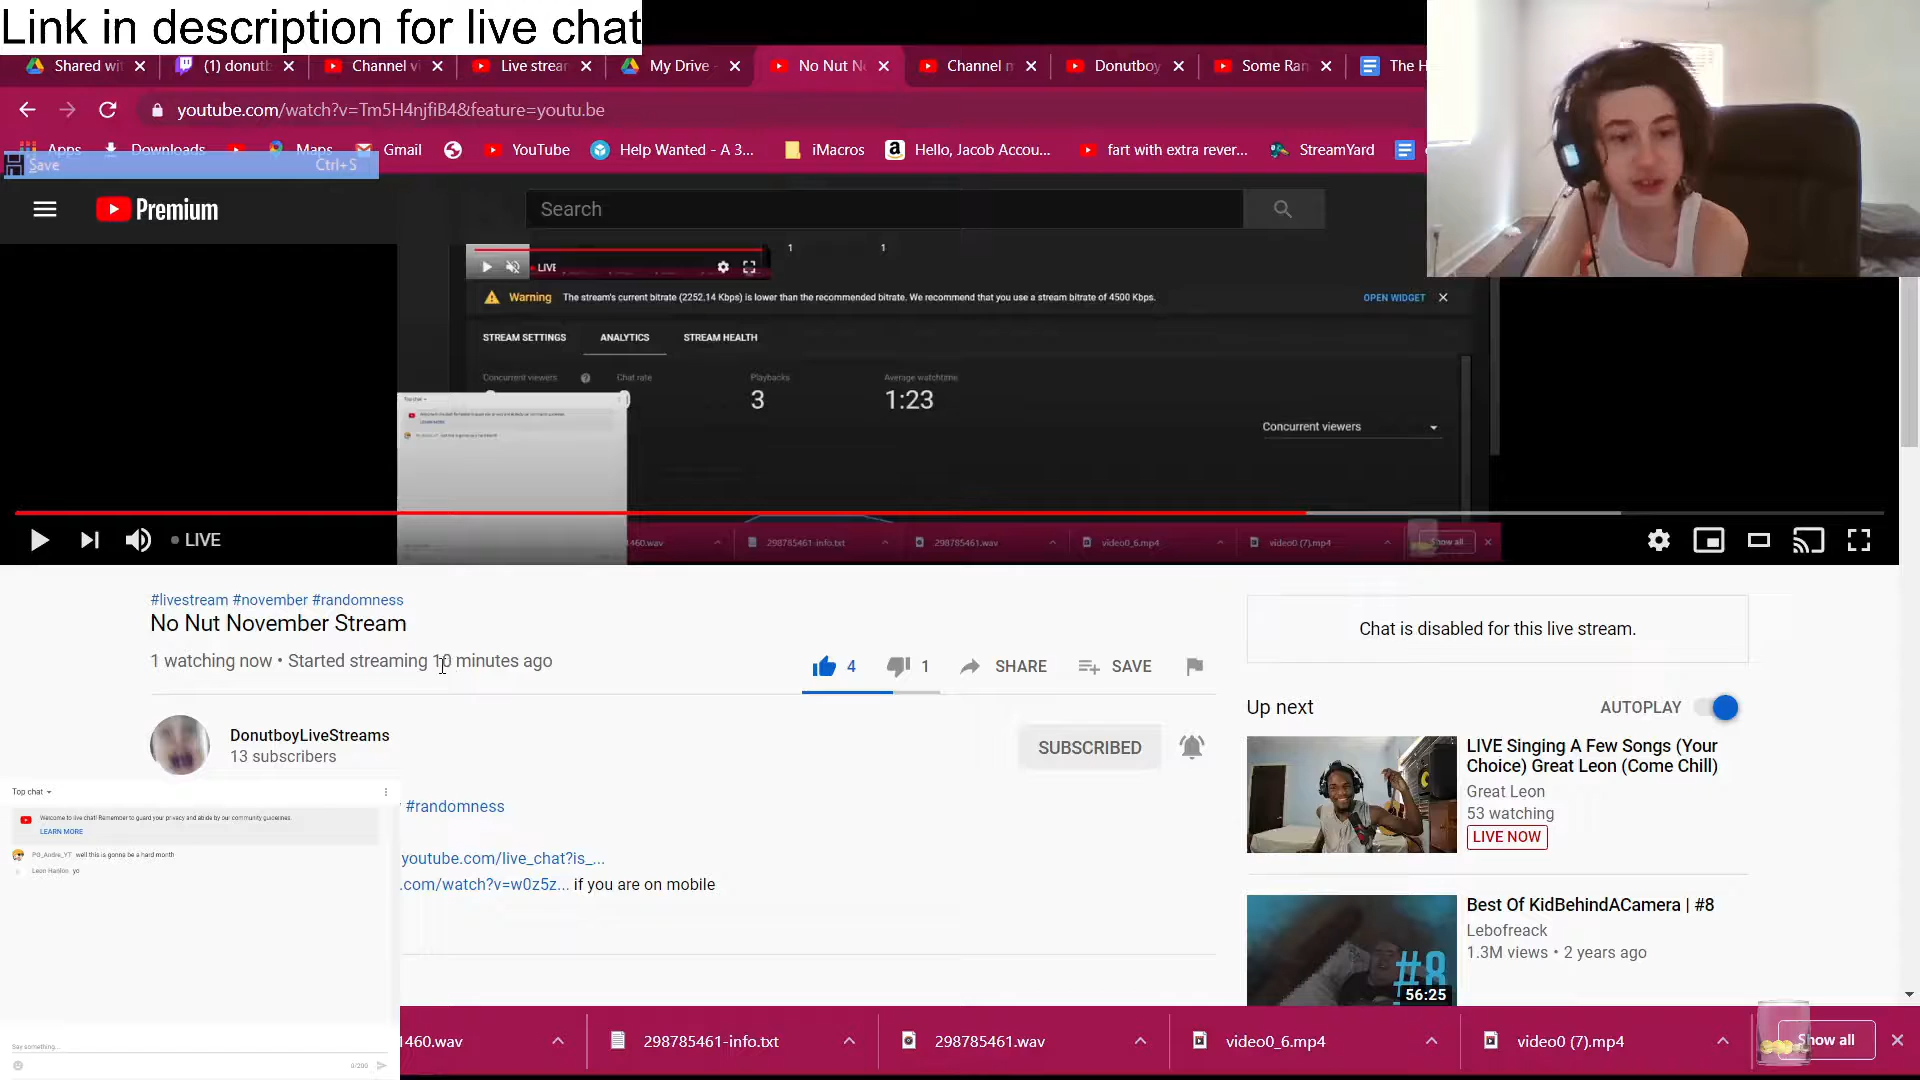 Link in description for live chat
Shared wi
(1) donutb
Channel vi
Live strear
My Drive -
No Nut N
Channel m
Donutboy
Some Ran
The H
youtube.com/watch?v=Tm5H4njfiB4&feature=youtu.be
Apps
Downloads
Maps
Gmail
YouTube
Help Wanted - A 3...
iMacros
Hello, Jacob Accou...
fart with extra rever...
StreamYard
Save
Ctrl+S
Premium
Search
1
1
LIVE
Warning
The stream's current bitrate (2252.14 Kbps) is lower than the recommended bitrate. We recommend that you use a stream bitrate of 4500 Kbps.
OPEN WIDGET
STREAM SETTINGS
ANALYTICS
STREAM HEALTH
Concurrent viewers
Chat rate
Playbacks
Average watchtime
3
1:23
Concurrent viewers
Top chat
460.wav
298785461-info.txt
298785461.wav
video0_6.mp4
video0 (7).mp4
Show all
LIVE
#livestream #november #randomness
No Nut November Stream
1 watching now • Started streaming 10 minutes ago
4
1
SHARE
SAVE
DonutboyLiveStreams
13 subscribers
SUBSCRIBED
#randomness
youtube.com/live_chat?is_...
.com/watch?v=w0z5z... if you are on mobile
Top chat
Welcome to live chat! Remember to guard your privacy and abide by our community guidelines.
LEARN MORE
PG_Andre_YT well this is gonna be a hard month
Leon Hanlon yo
Say something...
0/200
Chat is disabled for this live stream.
Up next
AUTOPLAY
LIVE Singing A Few Songs (Your
Choice) Great Leon (Come Chill)
Great Leon
53 watching
LIVE NOW
Best Of KidBehindACamera | #8
Lebofreack
1.3M views • 2 years ago
#8
56:25
1460.wav
298785461-info.txt
298785461.wav
video0_6.mp4
video0 (7).mp4
Show all